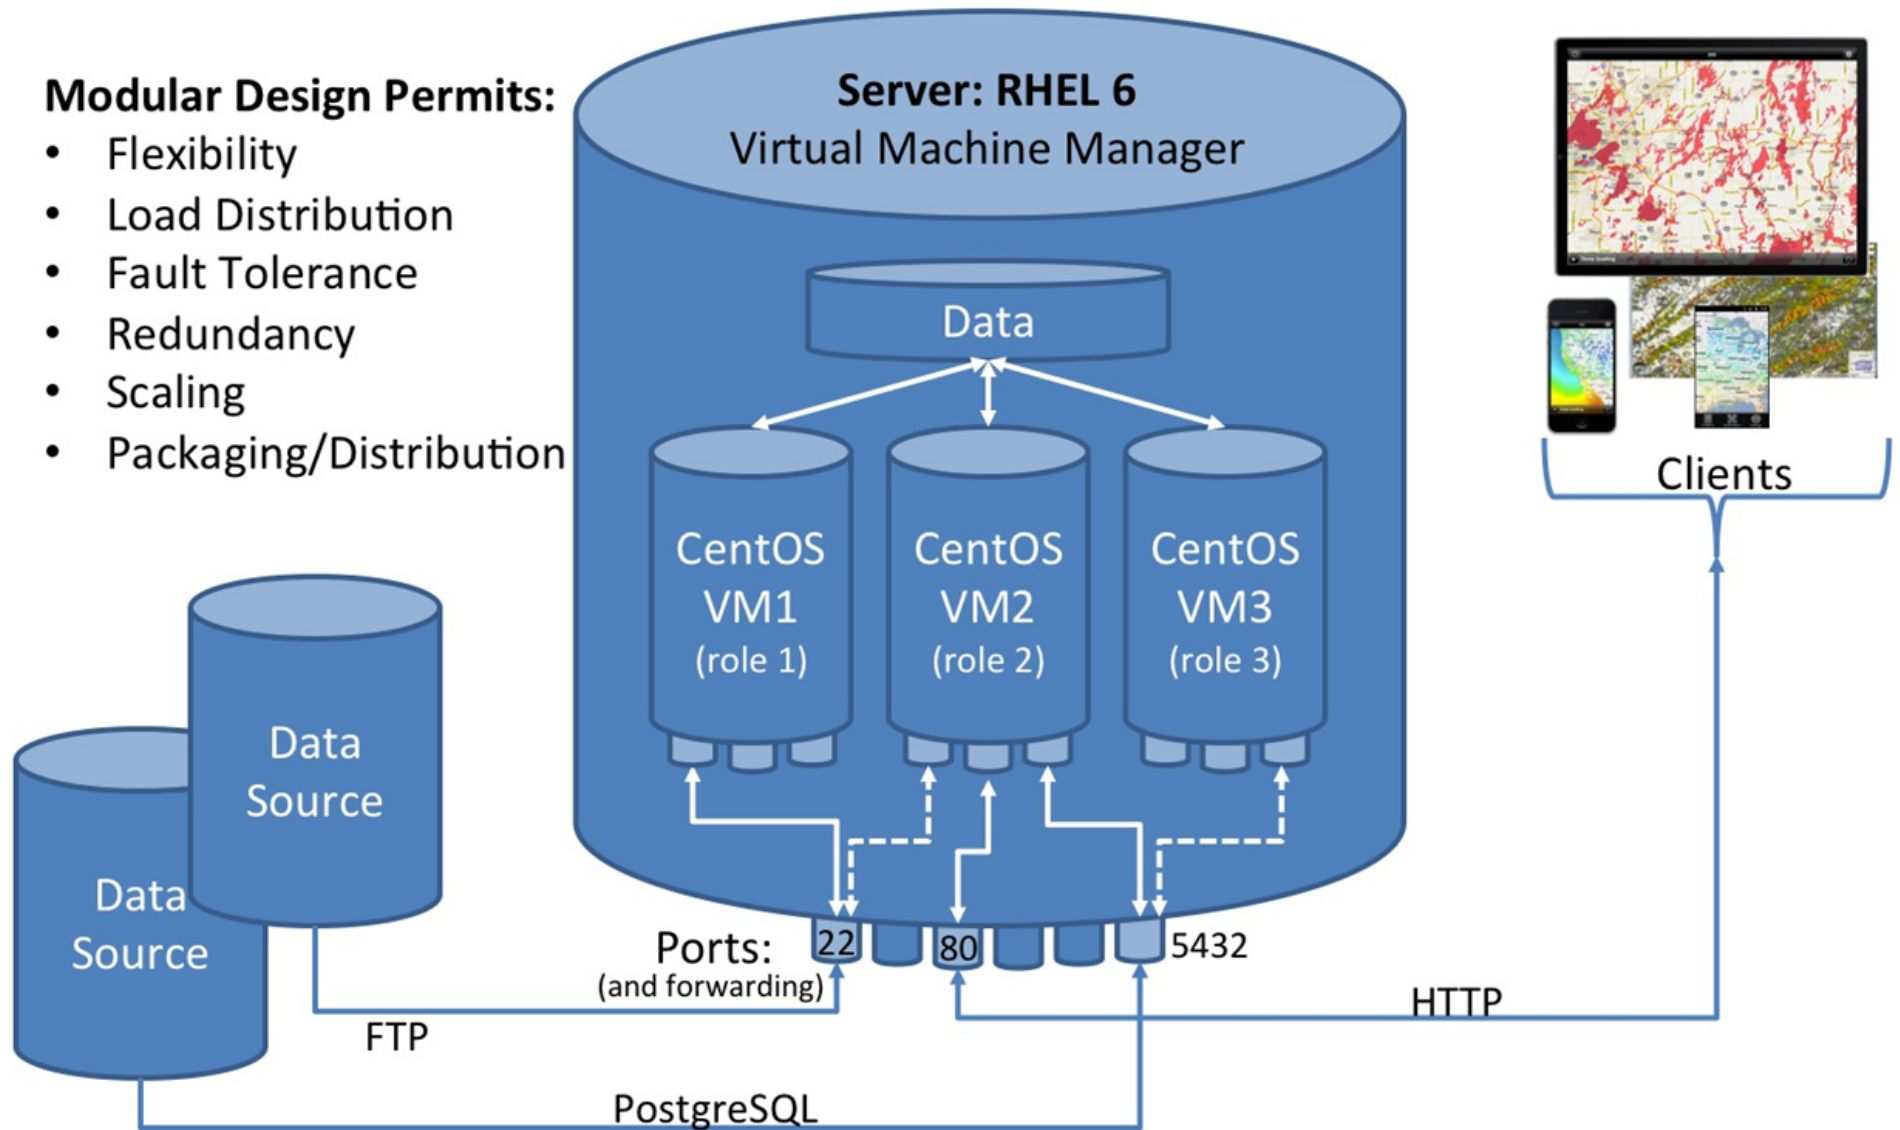 Modular Design Permits:
• Flexibility
• Load Distribution
• Fault Tolerance
• Redundancy
• Scaling
• Packaging/Distribution
Server: RHEL 6
Virtual Machine Manager
Data
CentOS
VM1
(role 1)
CentOS
VM2
(role 2)
CentOS
VM3
(role 3)
Clients
Data
Source
Data
Source
Ports:
(and forwarding)
22
80
5432
FTP
HTTP
PostgreSQL